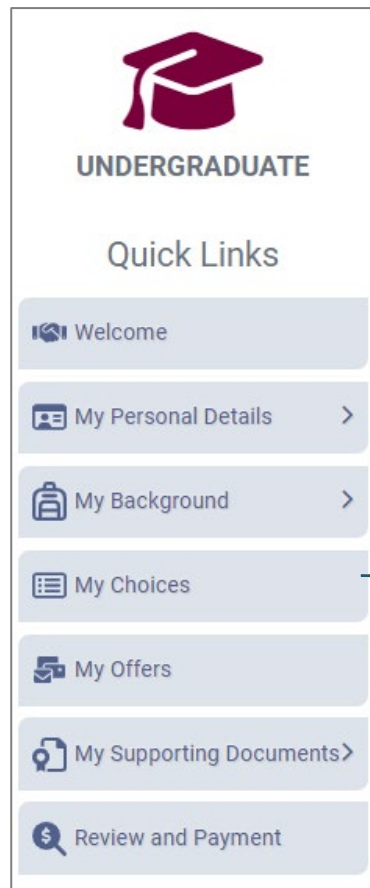 UNDERGRADUATE
Quick Links
Welcome
My Personal Details
My Background
My Choices
My Offers
My Supporting Documents
Review and Payment